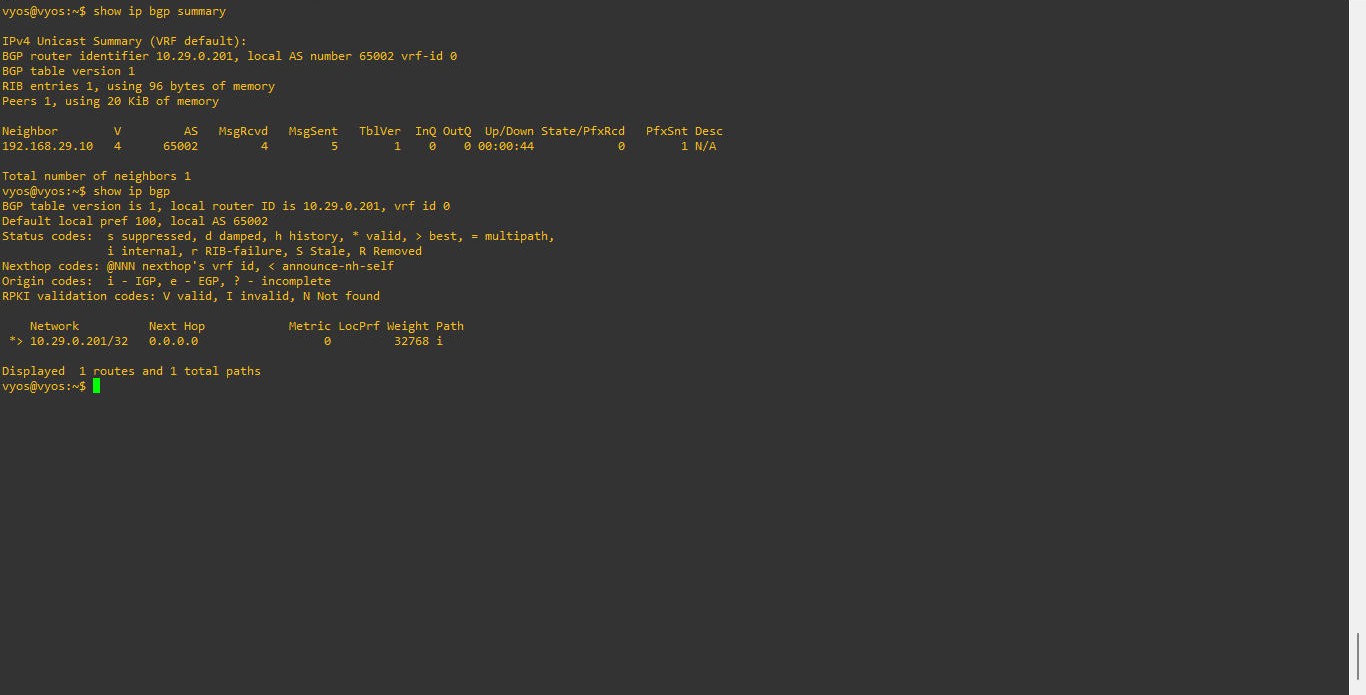 vyos@vyos:~$ show ip bgp summary
IPv4 Unicast Summary (VRF default):
BGP router identifier 10.29.0.201, local AS number 65002 vrf-id 0
BGP table version 1
RIB entries 1, using 96 bytes of memory
Peers 1, using 20 KiB of memory
Neighbor        V         AS   MsgRcvd   MsgSent   TblVer  InQ OutQ  Up/Down State/PfxRcd   PfxSnt Desc
192.168.29.10   4      65002         4         5        1    0    0 00:00:44            0        1 N/A
Total number of neighbors 1
vyos@vyos:~$ show ip bgp
BGP table version is 1, local router ID is 10.29.0.201, vrf id 0
Default local pref 100, local AS 65002
Status codes:  s suppressed, d damped, h history, * valid, > best, = multipath,
               i internal, r RIB-failure, S Stale, R Removed
Nexthop codes: @NNN nexthop's vrf id, < announce-nh-self
Origin codes:  i - IGP, e - EGP, ? - incomplete
RPKI validation codes: V valid, I invalid, N Not found
    Network          Next Hop            Metric LocPrf Weight Path
 *> 10.29.0.201/32   0.0.0.0                  0         32768 i
Displayed  1 routes and 1 total paths
vyos@vyos:~$